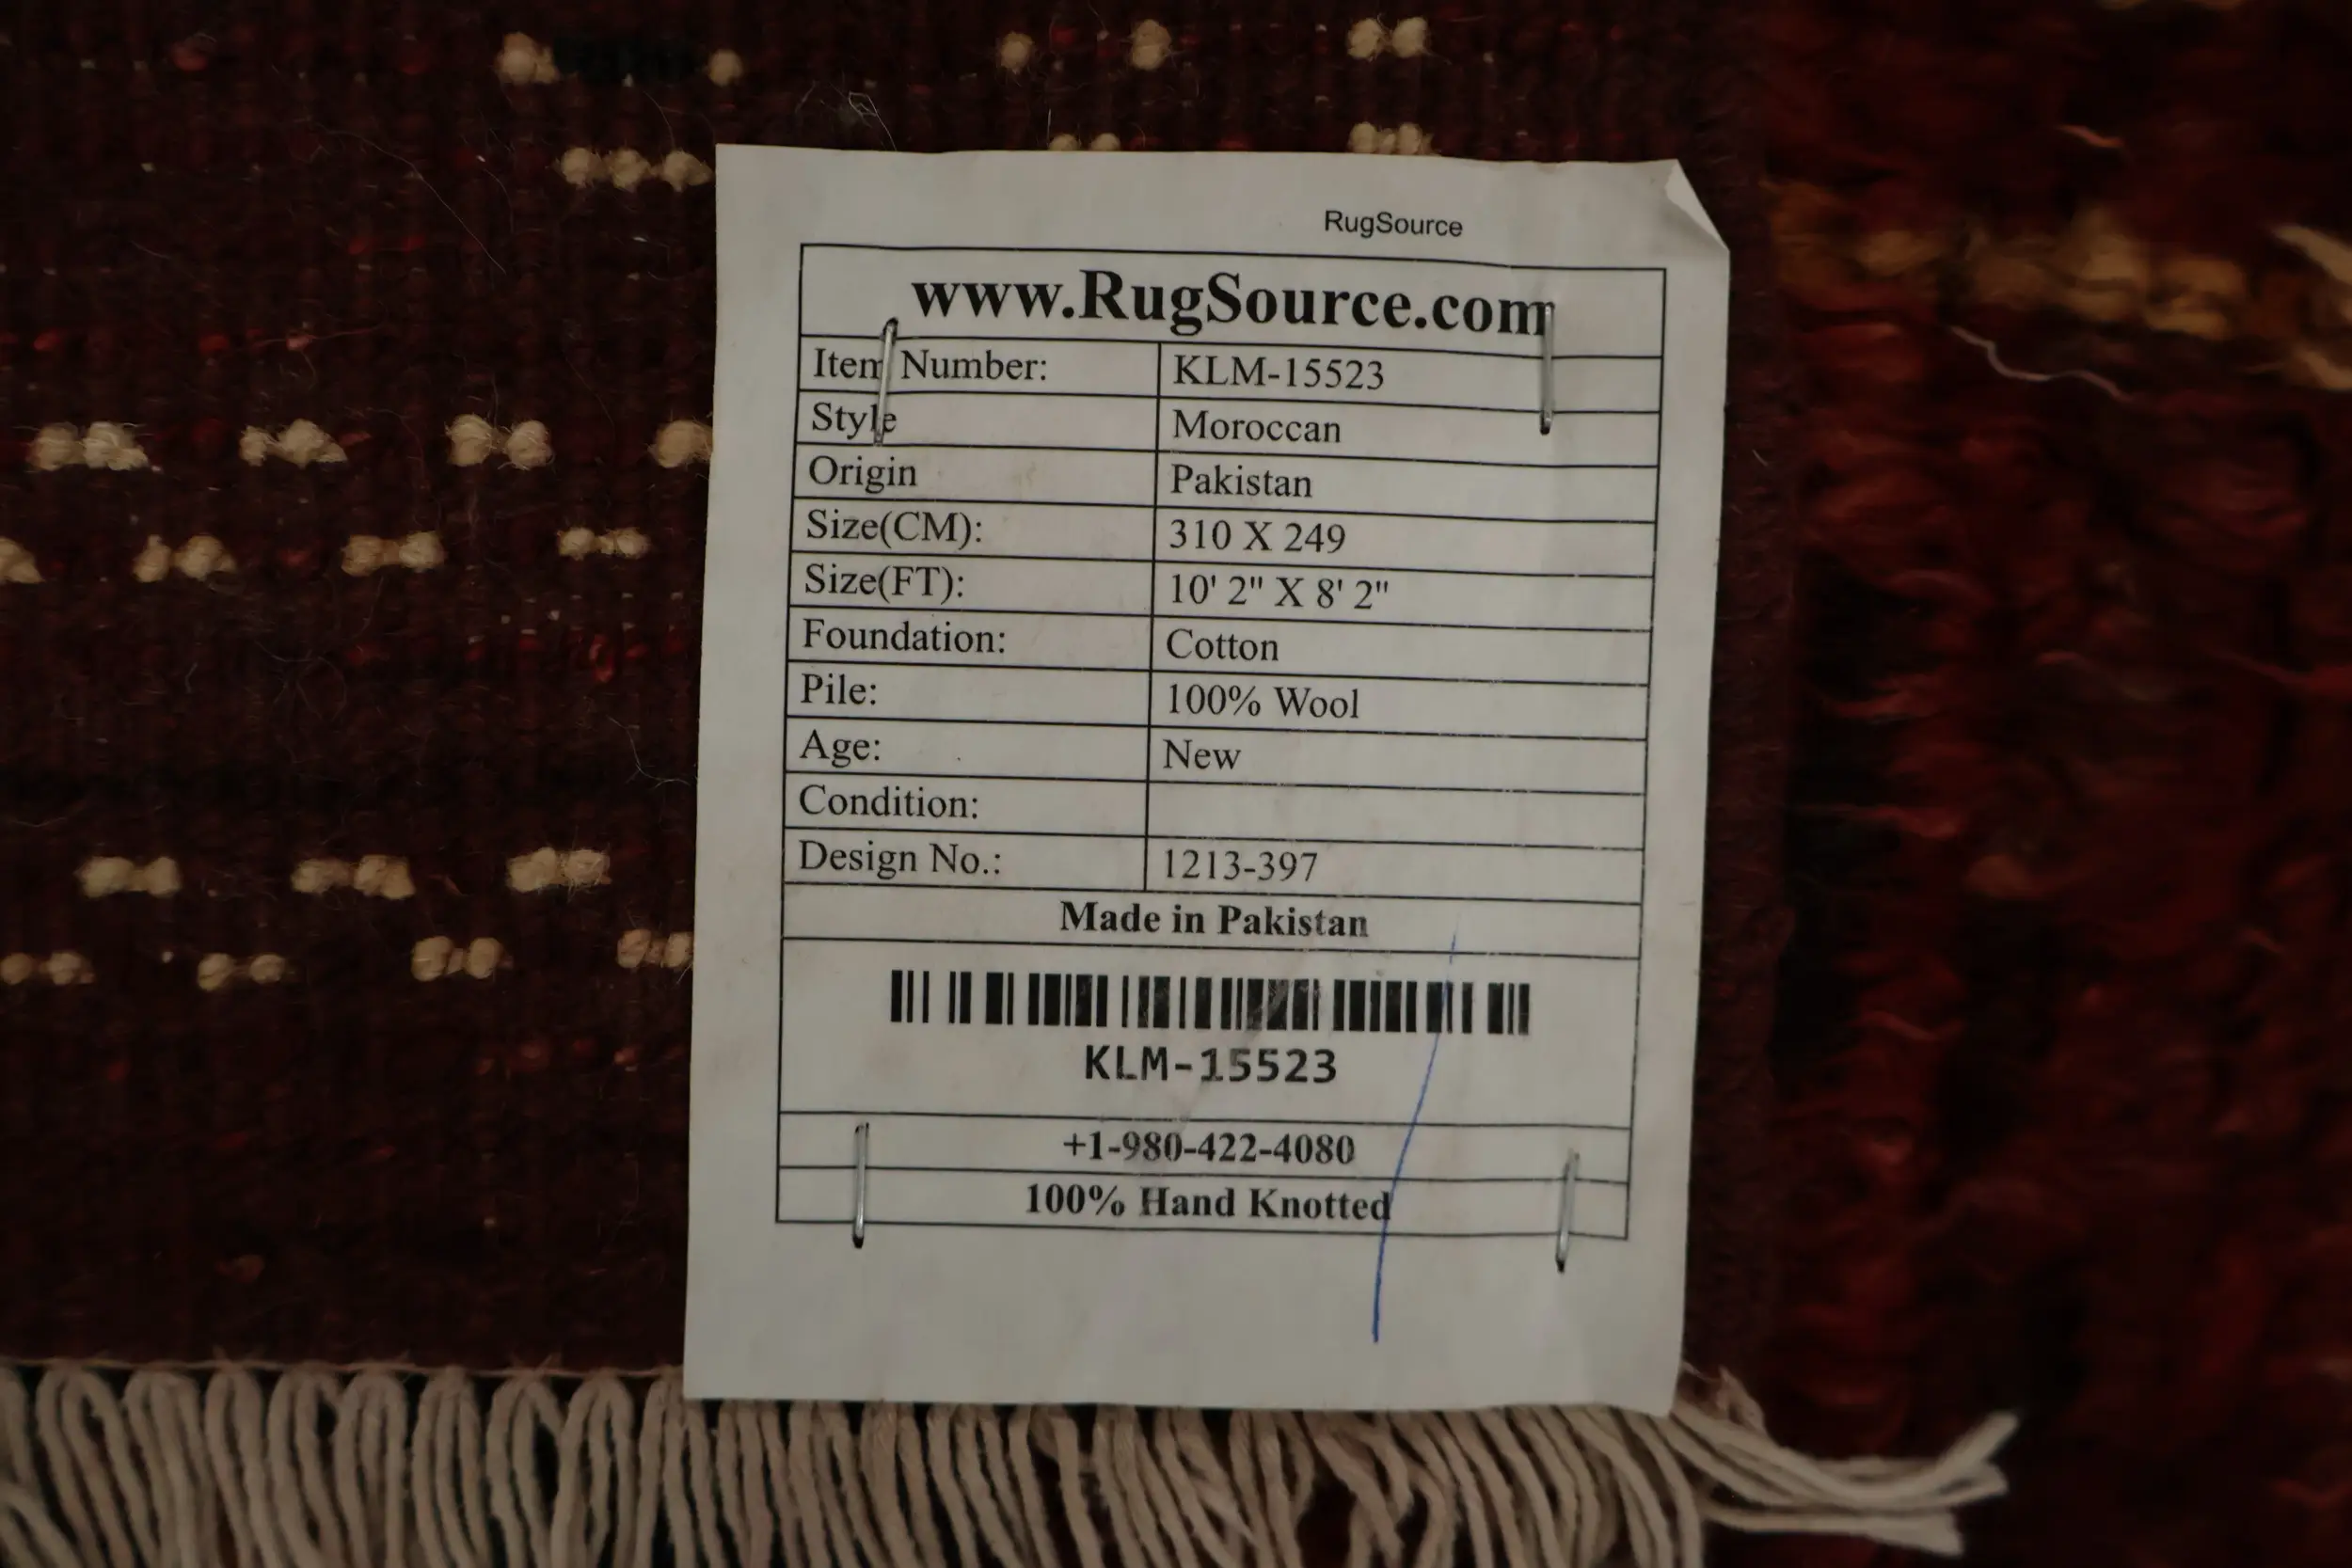 RugSource
www.RugSource.com
Item Number: KLM-15523
Style Moroccan
Origin Pakistan
Size(CM): 310 X 249
Size(FT): 10' 2" X 8' 2"
Foundation: Cotton
Pile: 100% Wool
Age: New
Condition:
Design No.: 1213-397
Made in Pakistan
KLM-15523
+1-980-422-4080
100% Hand Knotted